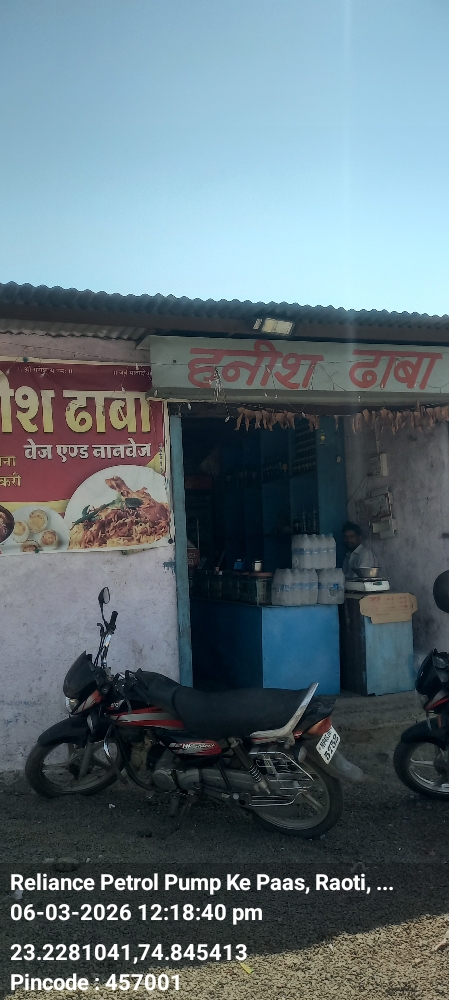 हनीश ढाबा
नीश ढाबा
वेज एण्ड नानवेज
करी
Reliance Petrol Pump Ke Paas, Raoti, ...
06-03-2026 12:18:40 pm
23.2281041,74.845413
Pincode : 457001